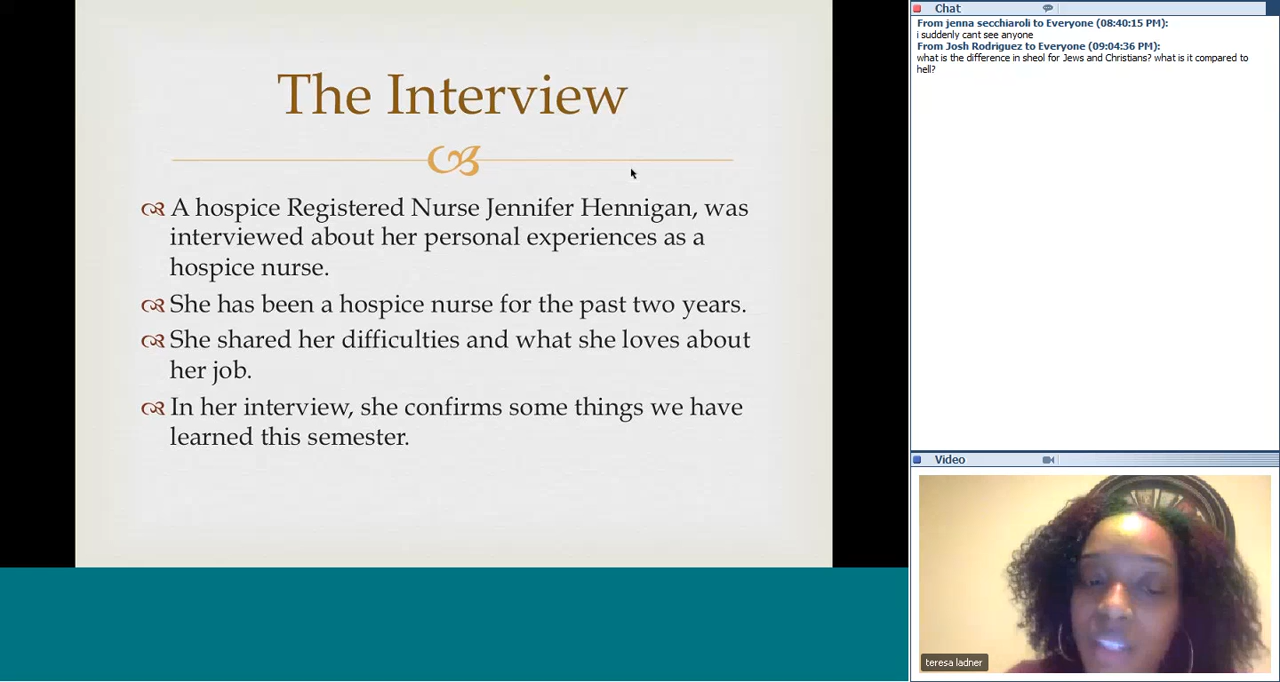 The Interview
A hospice Registered Nurse Jennifer Hennigan, was
interviewed about her personal experiences as a
hospice nurse.
She has been a hospice nurse for the past two years.
She shared her difficulties and what she loves about
her job.
In her interview, she confirms some things we have
learned this semester.
Chat
From jenna secchiaroli to Everyone (08:40:15 PM):
i suddenly cant see anyone
From Josh Rodriguez to Everyone (09:04:36 PM):
what is the difference in sheol for Jews and Christians? what is it compared to
hell?
Video
teresa ladner